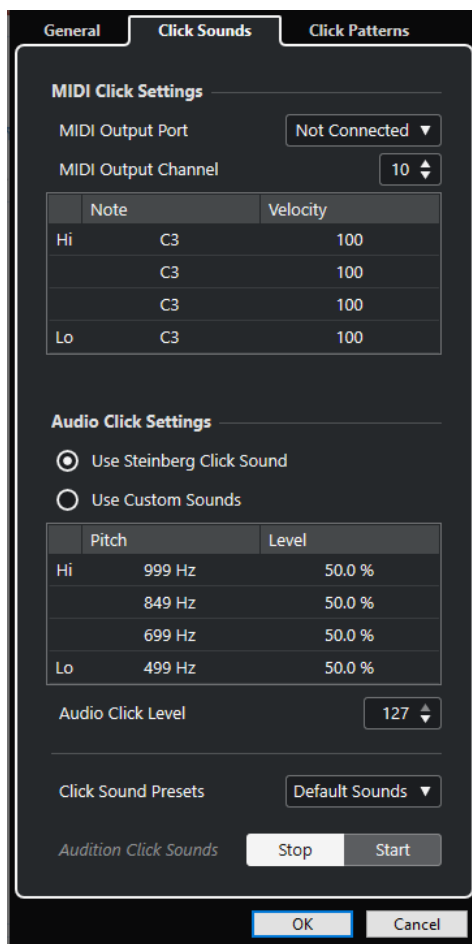 General Click Sounds Click Patterns
MIDI Click Settings
MIDI Output Port Not Connected
MIDI Output Channel 10
Note Velocity
Hi C3 100
C3 100
C3 100
Lo C3 100
Audio Click Settings
Use Steinberg Click Sound
Use Custom Sounds
Pitch Level
Hi 999 Hz 50.0 %
849 Hz 50.0 %
699 Hz 50.0 %
Lo 499 Hz 50.0 %
Audio Click Level 127
Click Sound Presets Default Sounds
Audition Click Sounds Stop Start
OK Cancel